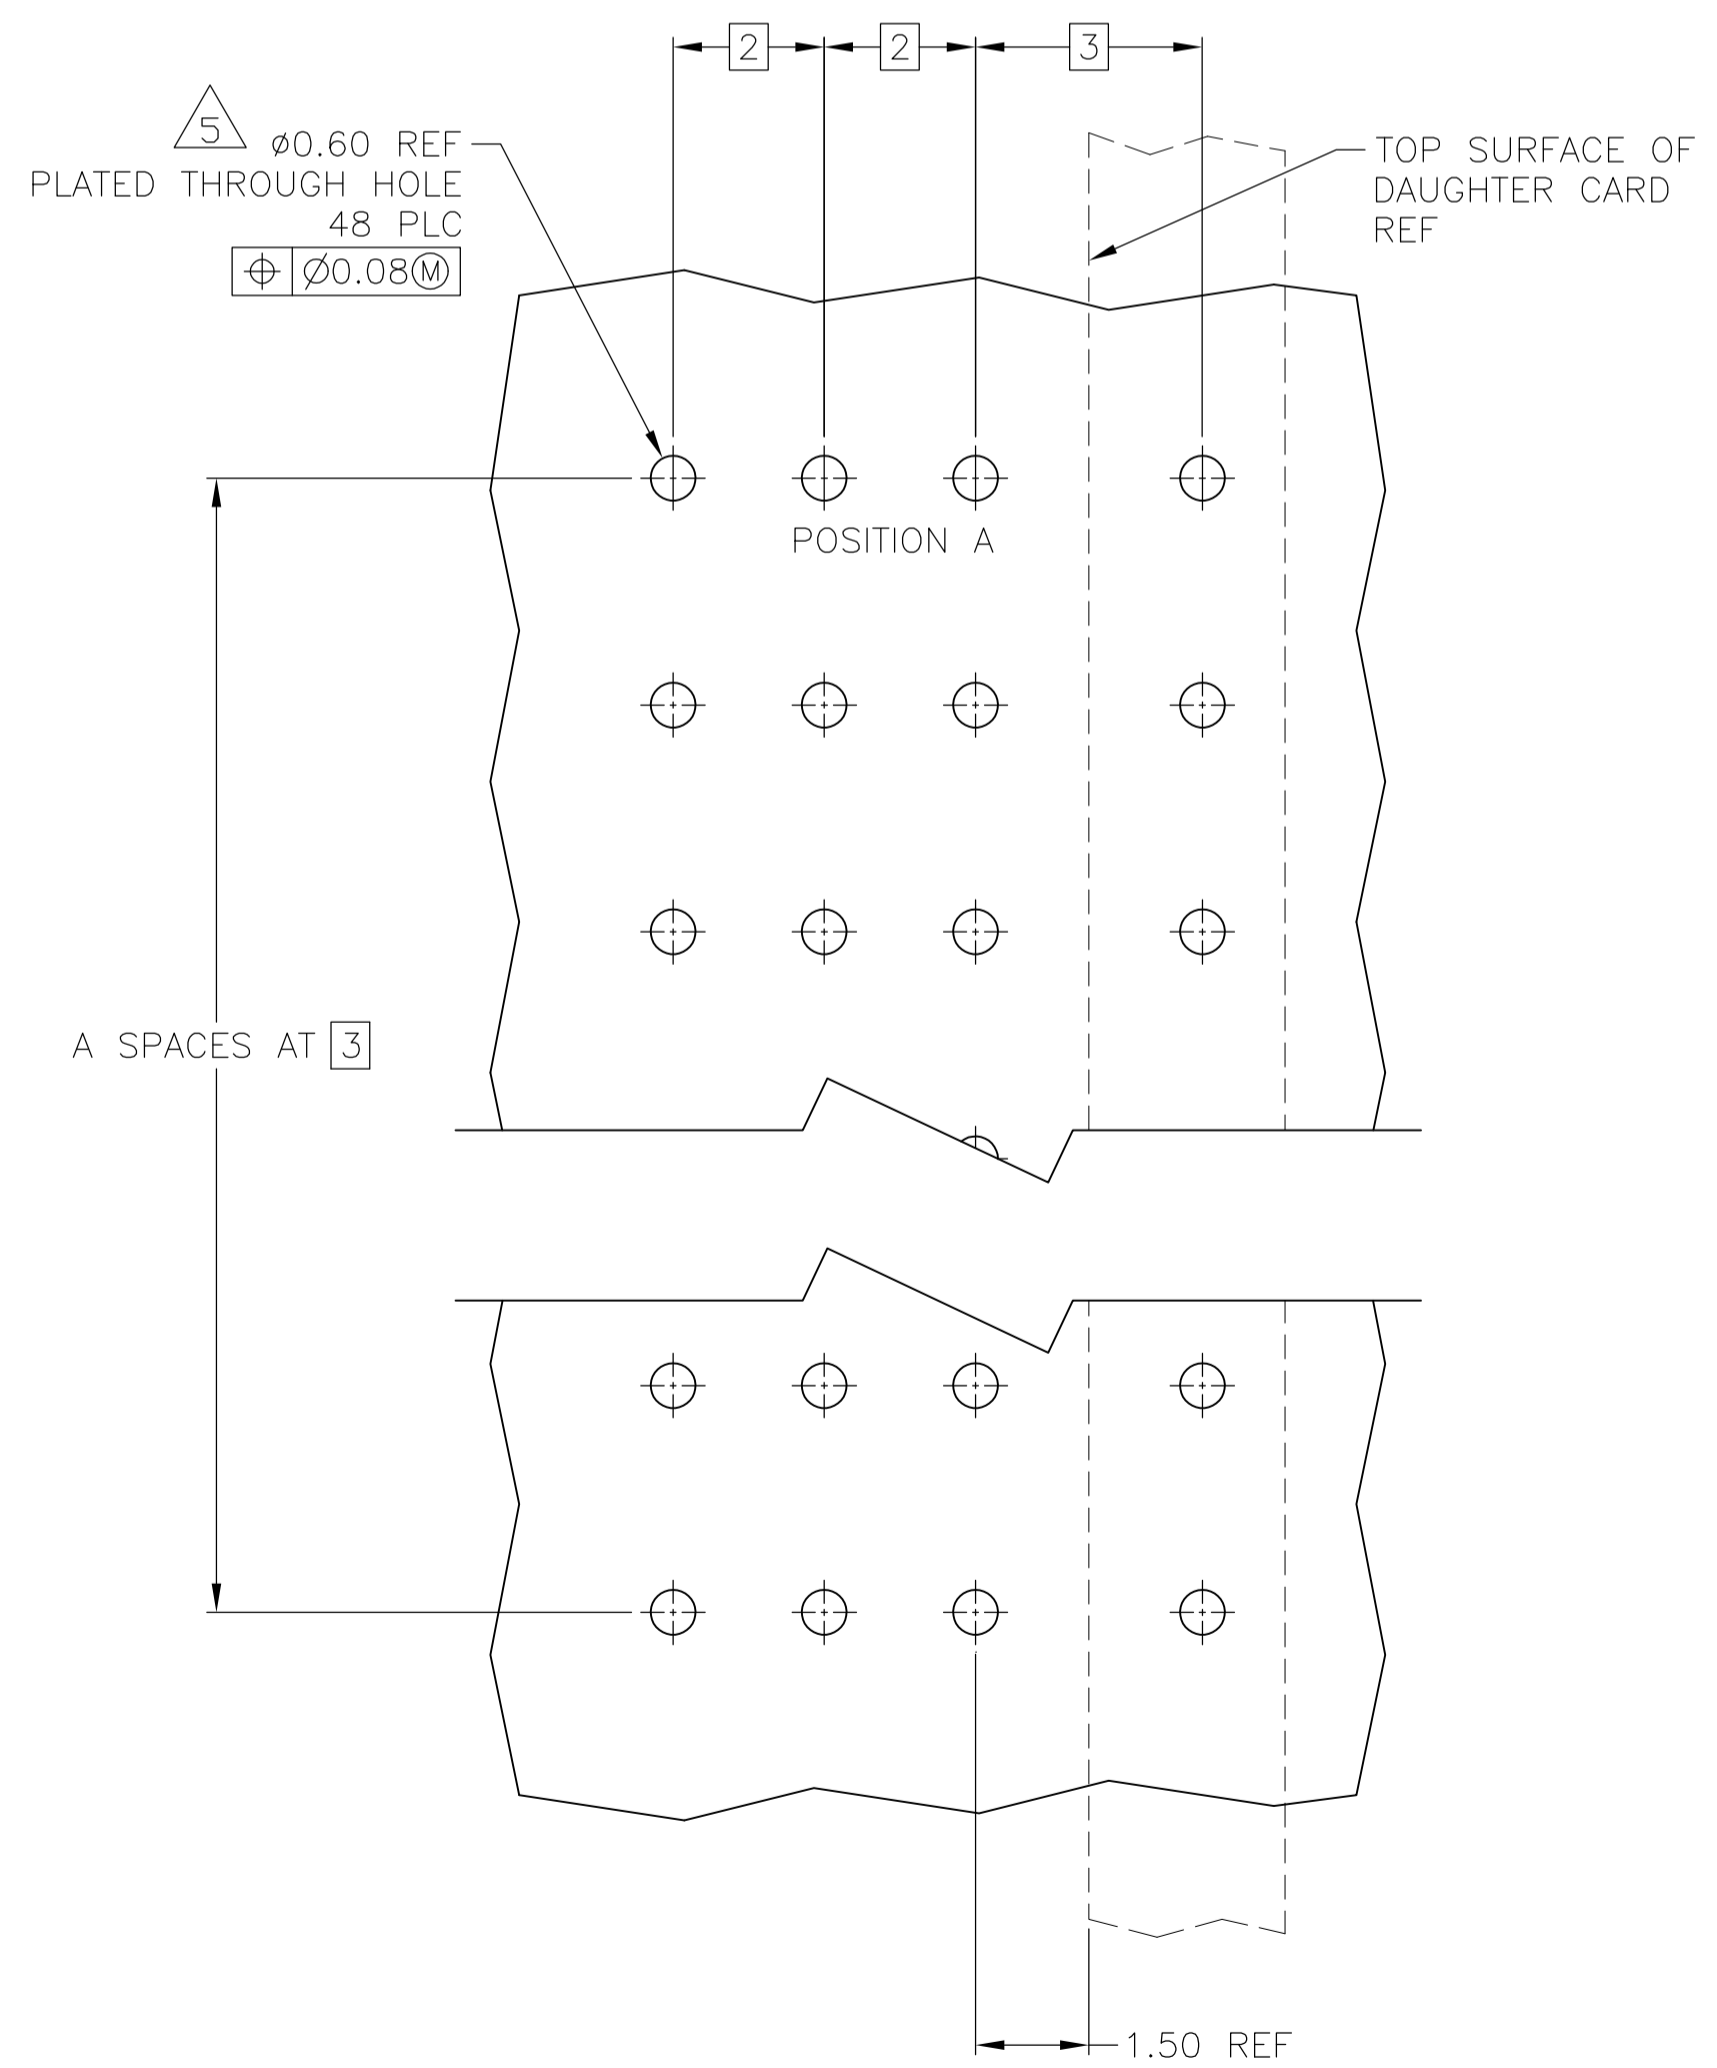 2 2 3
5 ø0.60 REF
PLATED THROUGH HOLE
48 PLC
⌖ Ø0.08Ⓜ
TOP SURFACE OF
DAUGHTER CARD
REF
POSITION A
A SPACES AT 3
1.50 REF